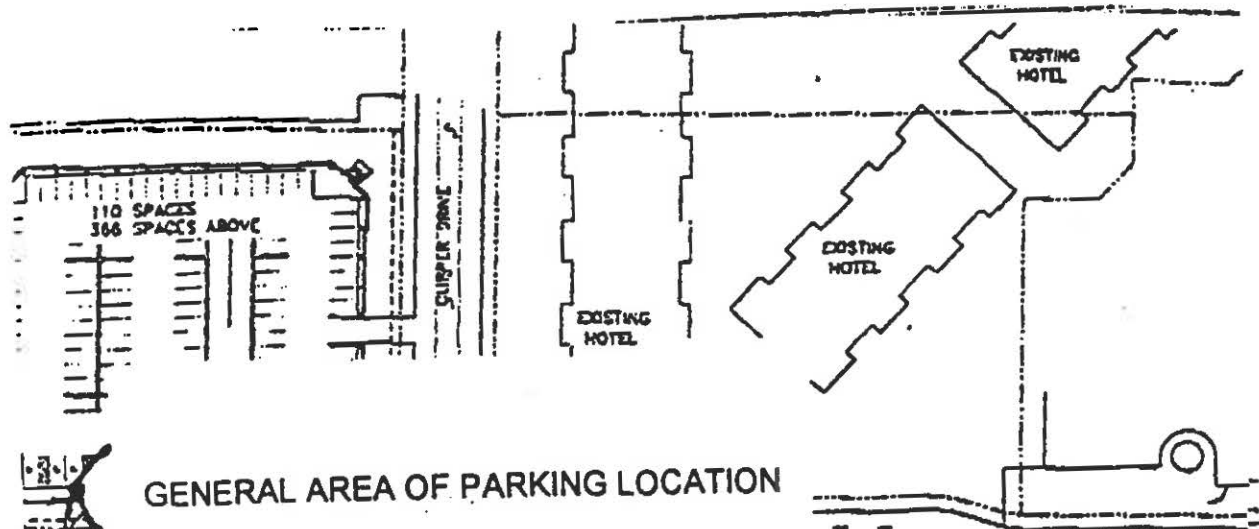 EXISTING
HOTEL
110 SPACES
366 SPACES ABOVE
CLIPPER DRIVE
EXISTING
HOTEL
EXISTING
HOTEL
GENERAL AREA OF PARKING LOCATION